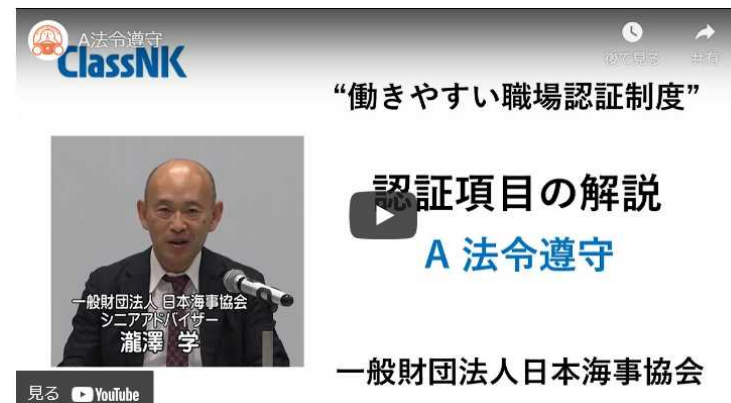 A法令遵守
後で見る
共有
ClassNK
“働きやすい職場認証制度”
認証項目の解説
A 法令遵守
一般財団法人 日本海事協会
シニアアドバイザー
瀧澤 学
一般財団法人日本海事協会
見る YouTube